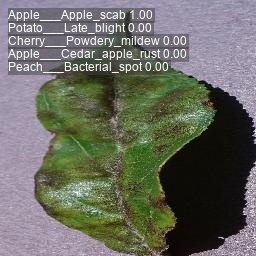 Apple___Apple_scab 1.00
Potato___Late_blight 0.00
Cherry___Powdery_mildew 0.00
Apple___Cedar_apple_rust 0.00
Peach___Bacterial_spot 0.00